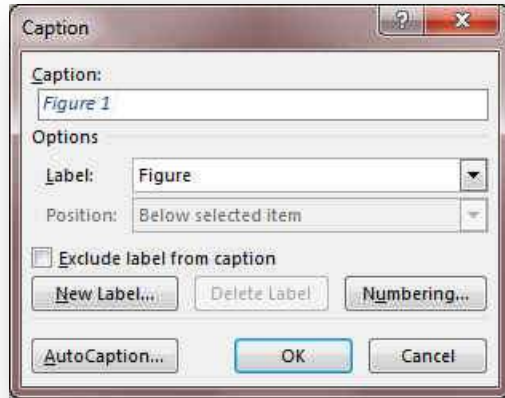 Caption
?
Caption:
Figure 1
Options
Label: Figure
Position: Below selected item
Exclude label from caption
New Label... Delete Label Numbering...
AutoCaption... OK Cancel